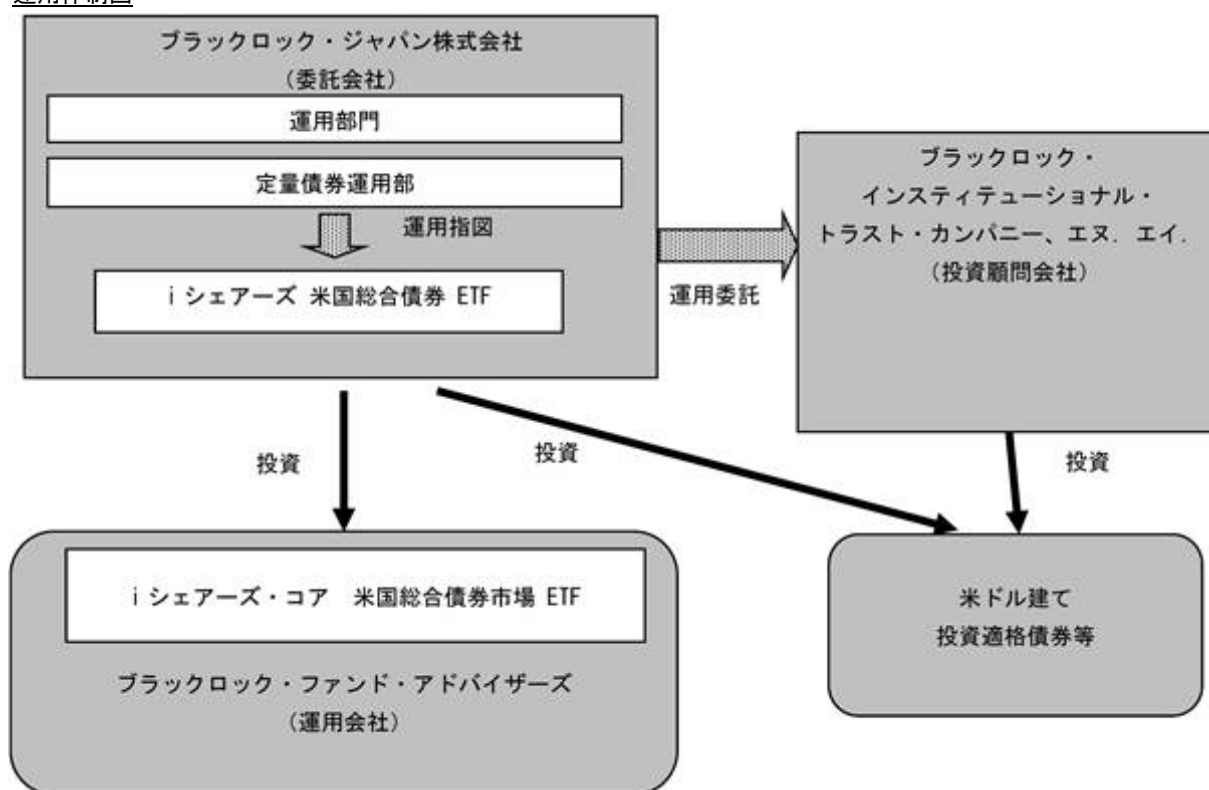 運用体制図
ブラックロック・ジャパン株式会社
(委託会社)
運用部門
定量債券運用部
運用指図
i シェアーズ 米国総合債券 ETF
運用委託
ブラックロック・
インスティテューショナル・
トラスト・カンパニー、エヌ. エイ.
(投資顧問会社)
投資
投資
投資
i シェアーズ・コア 米国総合債券市場 ETF
ブラックロック・ファンド・アドバイザーズ
(運用会社)
米ドル建て
投資適格債券等